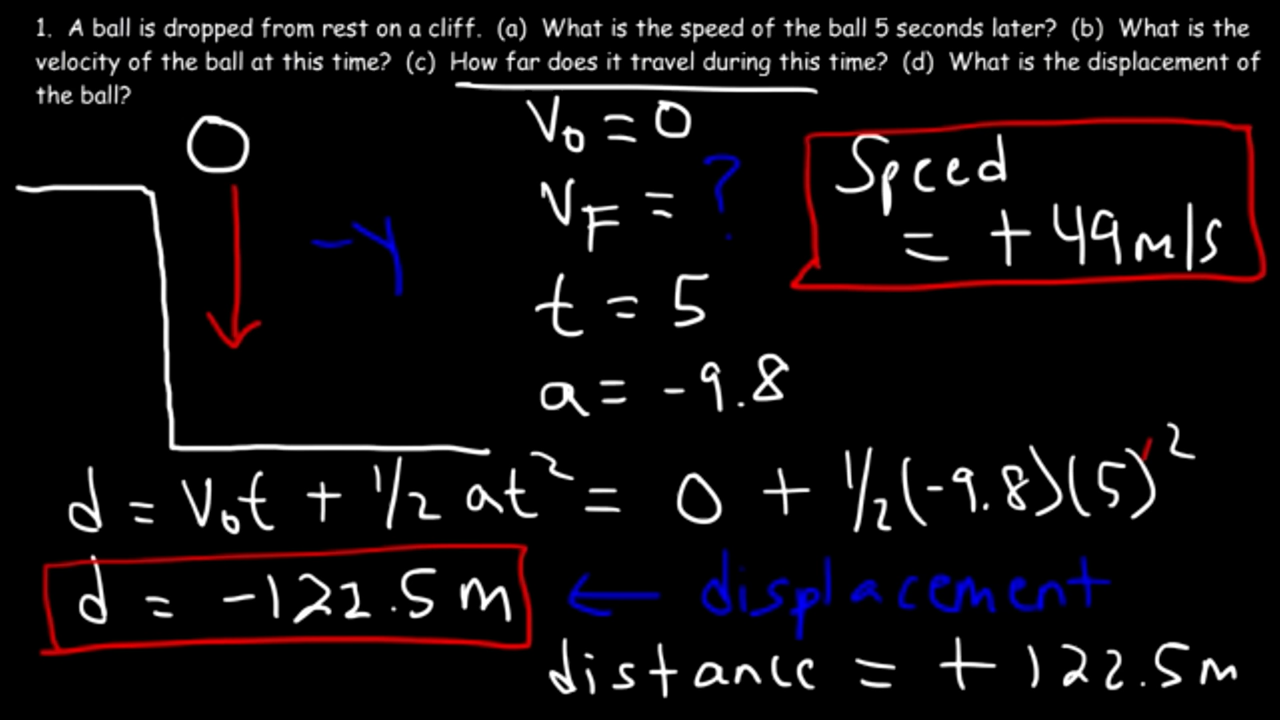 1. A ball is dropped from rest on a cliff. (a) What is the speed of the ball 5 seconds later? (b) What is the
velocity of the ball at this time? (c) How far does it travel during this time? (d) What is the displacement of
the ball?
V₀ = 0
V_F = ?
t = 5
a = -9.8
Speed
= + 49 m/s
-Y
d = V₀t + 1/2 at² = 0 + 1/2(-9.8)(5)²
d = -122.5 m ← displacement
distance = + 122.5 m